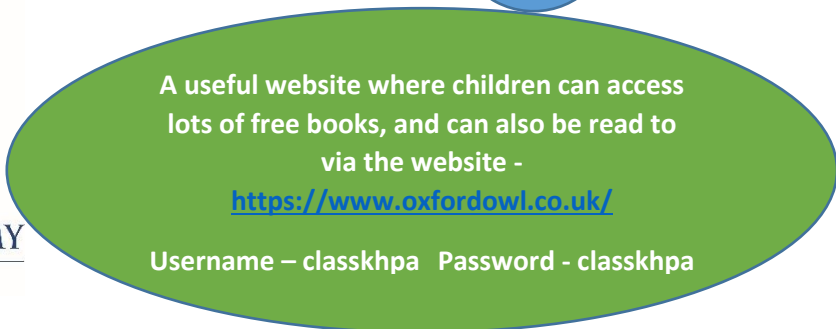 A useful website where children can access
lots of free books, and can also be read to
via the website -
https://www.oxfordowl.co.uk/
Username – classkhpa Password - classkhpa